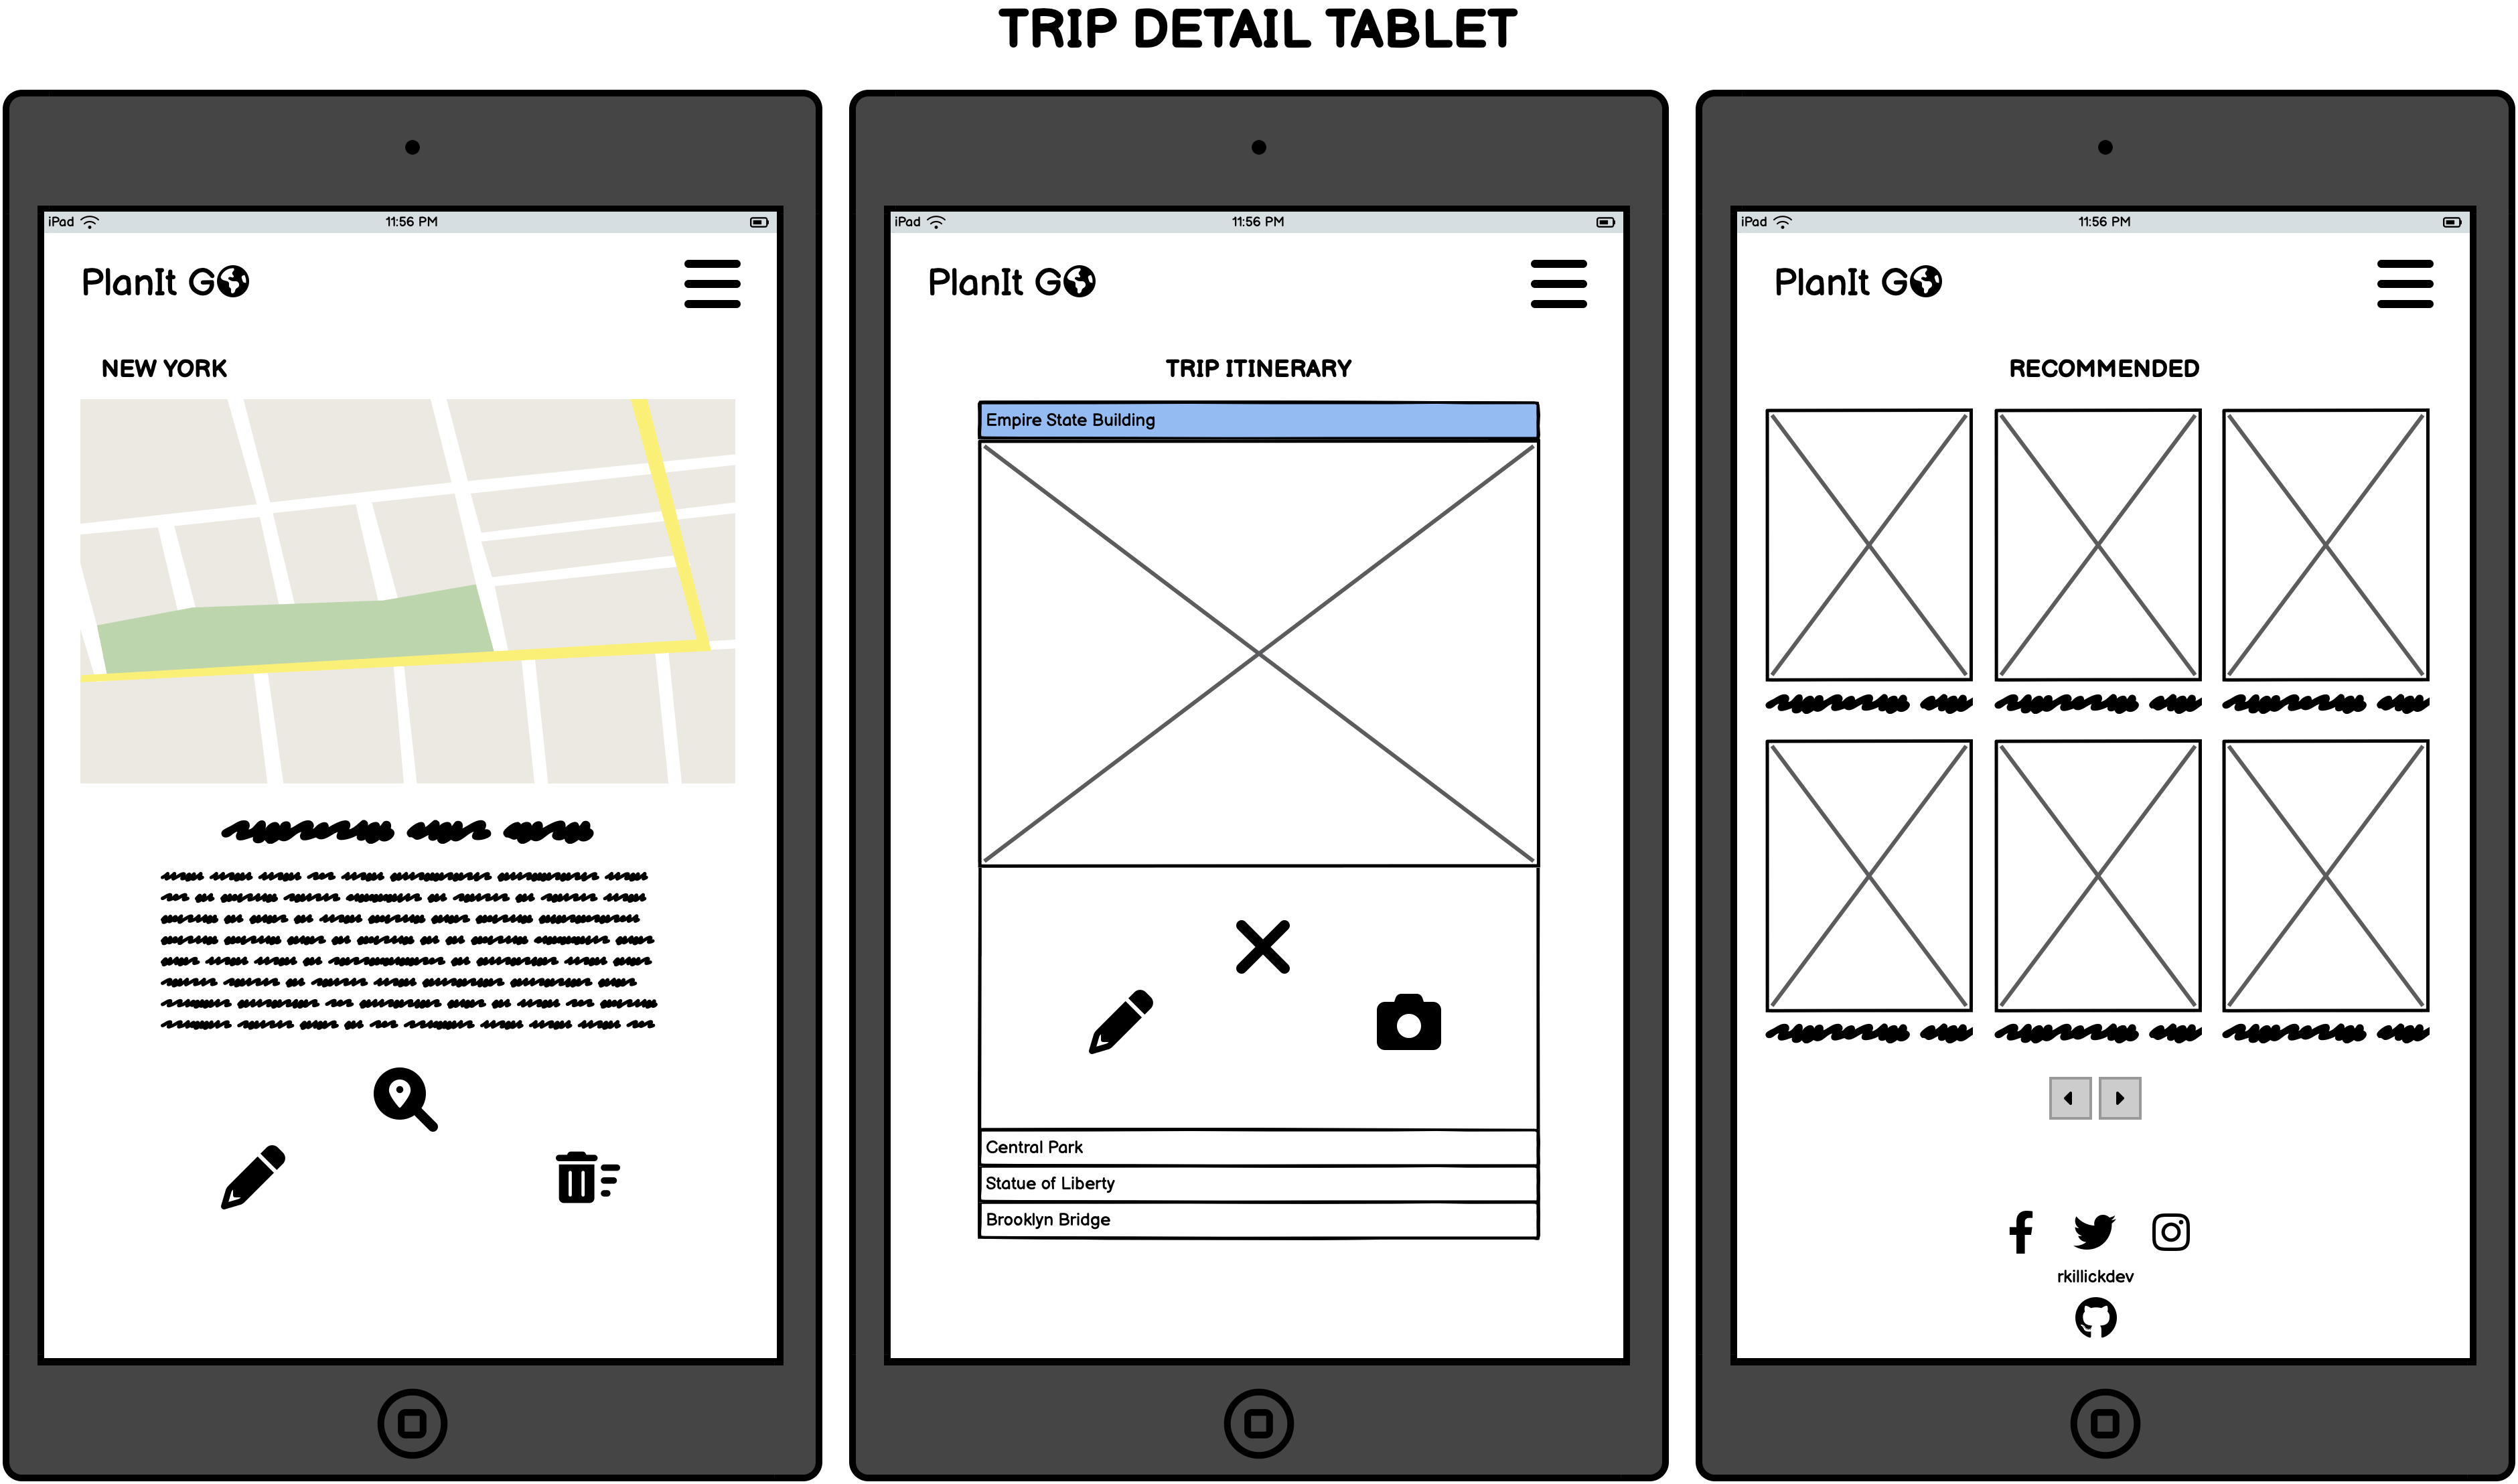 TRIP DETAIL TABLET
iPad 11:56 PM
PlanIt G
NEW YORK
iPad 11:56 PM
PlanIt G
TRIP ITINERARY
Empire State Building
Central Park
Statue of Liberty
Brooklyn Bridge
iPad 11:56 PM
PlanIt G
RECOMMENDED
rkillickdev